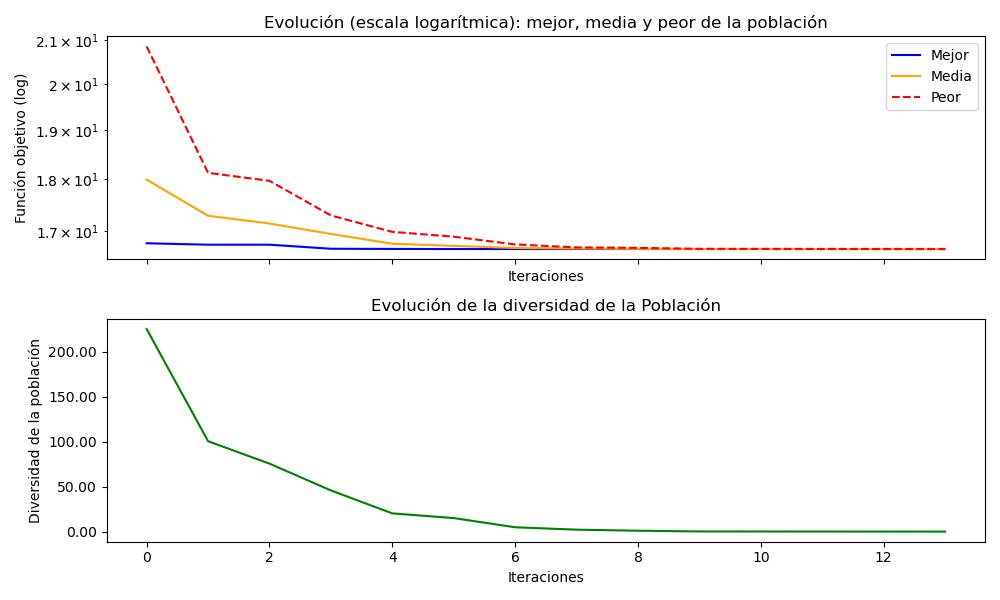 Evolución (escala logarítmica): mejor, media y peor de la población
Función objetivo (log)
2.1 × 10¹
2 × 10¹
1.9 × 10¹
1.8 × 10¹
1.7 × 10¹
Mejor
Media
Peor
Iteraciones
Evolución de la diversidad de la Población
Diversidad de la población
200.00
150.00
100.00
50.00
0.00
0 2 4 6 8 10 12
Iteraciones